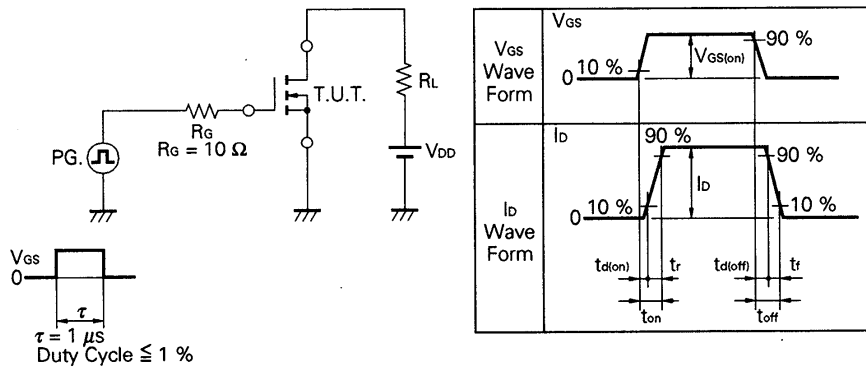 T.U.T.
RL
RG
RG = 10 Ω
PG.
VDD
VGS
0
τ
τ = 1 μs
Duty Cycle ≦ 1 %
VGS
Wave
Form
VGS
90 %
10 %
VGS(on)
0
ID
Wave
Form
ID
90 %
90 %
ID
10 %
10 %
0
td(on) tr td(off) tf
ton toff